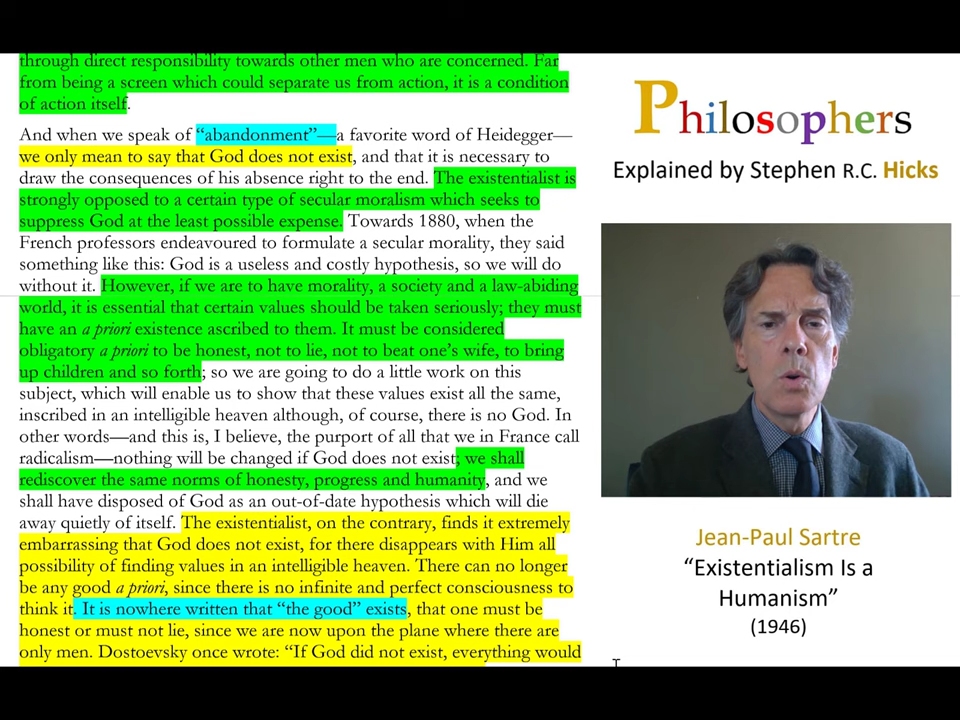 through direct responsibility towards other men who are concerned. Far
from being a screen which could separate us from action, it is a condition
of action itself.
And when we speak of “abandonment”—a favorite word of Heidegger—
we only mean to say that God does not exist, and that it is necessary to
draw the consequences of his absence right to the end. The existentialist is
strongly opposed to a certain type of secular moralism which seeks to
suppress God at the least possible expense. Towards 1880, when the
French professors endeavoured to formulate a secular morality, they said
something like this: God is a useless and costly hypothesis, so we will do
without it. However, if we are to have morality, a society and a law-abiding
world, it is essential that certain values should be taken seriously; they must
have an a priori existence ascribed to them. It must be considered
obligatory a priori to be honest, not to lie, not to beat one’s wife, to bring
up children and so forth; so we are going to do a little work on this
subject, which will enable us to show that these values exist all the same,
inscribed in an intelligible heaven although, of course, there is no God. In
other words—and this is, I believe, the purport of all that we in France call
radicalism—nothing will be changed if God does not exist; we shall
rediscover the same norms of honesty, progress and humanity, and we
shall have disposed of God as an out-of-date hypothesis which will die
away quietly of itself. The existentialist, on the contrary, finds it extremely
embarrassing that God does not exist, for there disappears with Him all
possibility of finding values in an intelligible heaven. There can no longer
be any good a priori, since there is no infinite and perfect consciousness to
think it. It is nowhere written that “the good” exists, that one must be
honest or must not lie, since we are now upon the plane where there are
only men. Dostoevsky once wrote: “If God did not exist, everything would
Philosophers
Explained by Stephen R.C. Hicks
Jean-Paul Sartre
“Existentialism Is a
Humanism”
(1946)